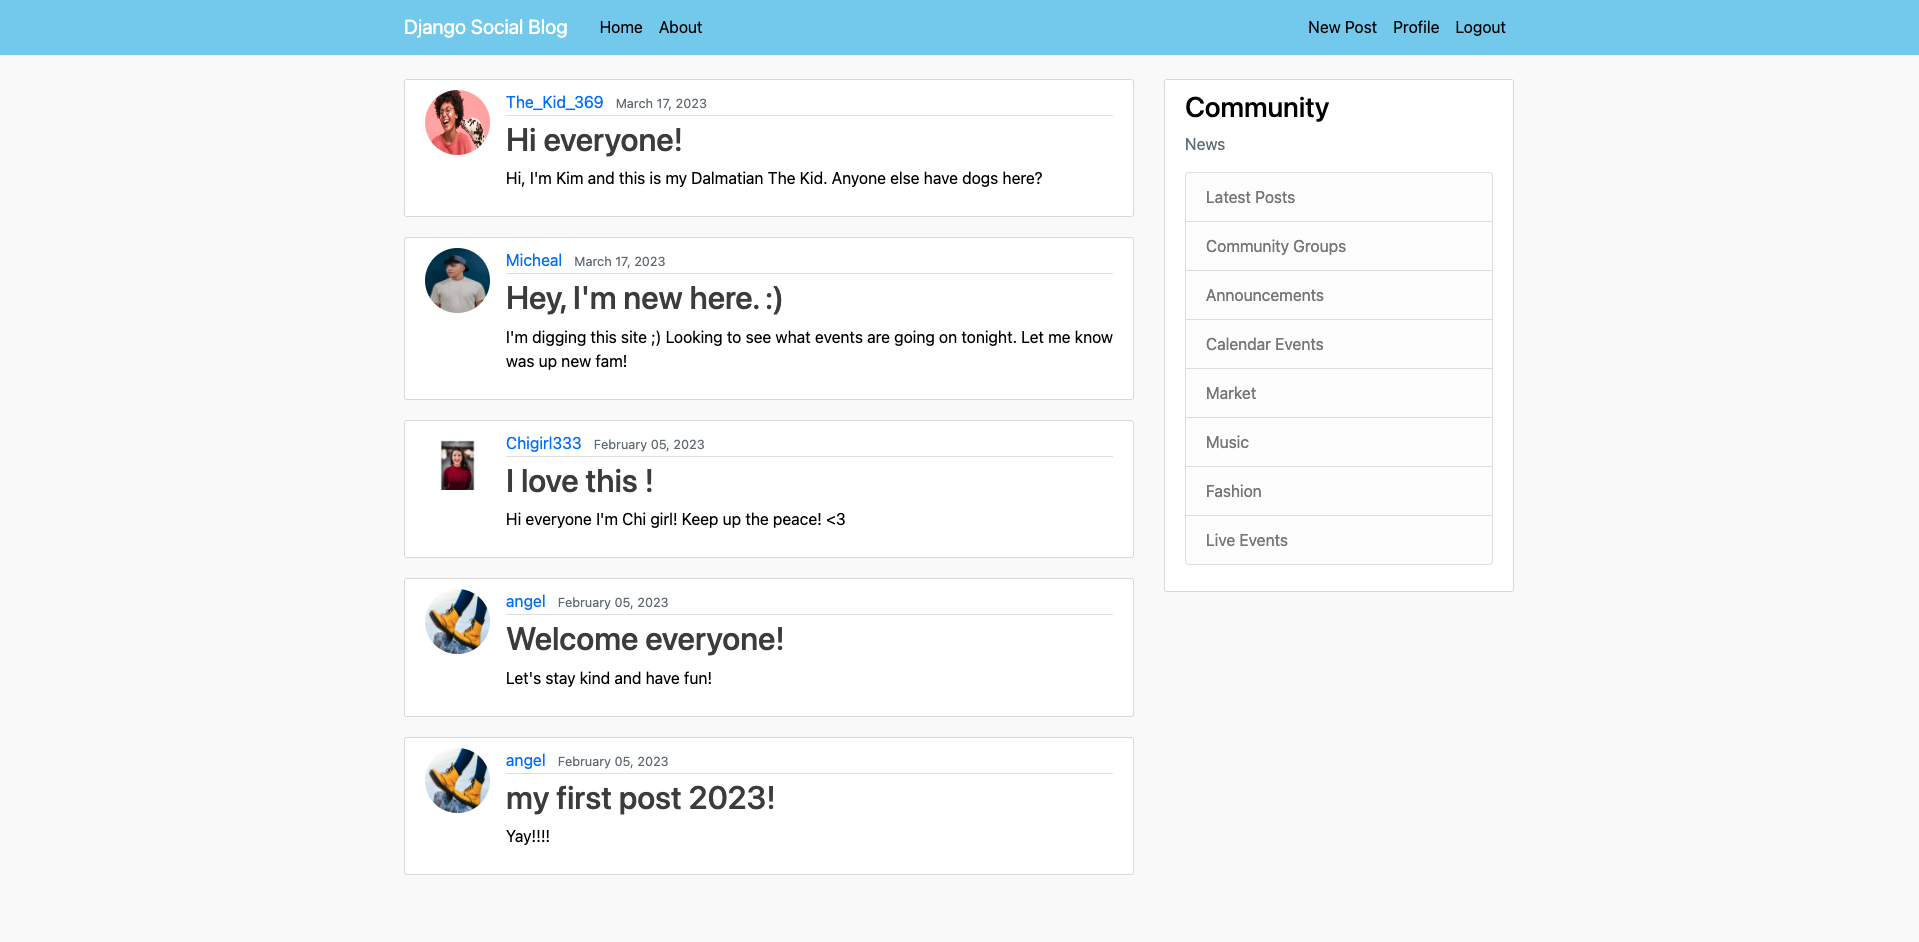 Django Social Blog Home About New Post Profile Logout
The_Kid_369 March 17, 2023
Hi everyone!
Hi, I'm Kim and this is my Dalmatian The Kid. Anyone else have dogs here?
Micheal March 17, 2023
Hey, I'm new here. :)
I'm digging this site ;) Looking to see what events are going on tonight. Let me know
was up new fam!
Chigirl333 February 05, 2023
I love this !
Hi everyone I'm Chi girl! Keep up the peace! <3
angel February 05, 2023
Welcome everyone!
Let's stay kind and have fun!
angel February 05, 2023
my first post 2023!
Yay!!!!
Community
News
Latest Posts
Community Groups
Announcements
Calendar Events
Market
Music
Fashion
Live Events